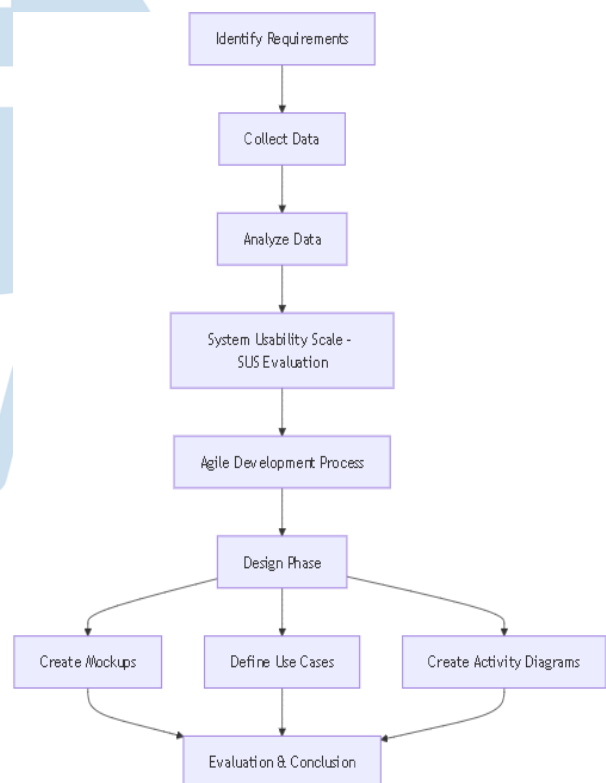 Identify Requirements
Collect Data
Analyze Data
System Usability Scale -
SUS Evaluation
Agile Development Process
Design Phase
Create Mockups
Define Use Cases
Create Activity Diagrams
Evaluation & Conclusion